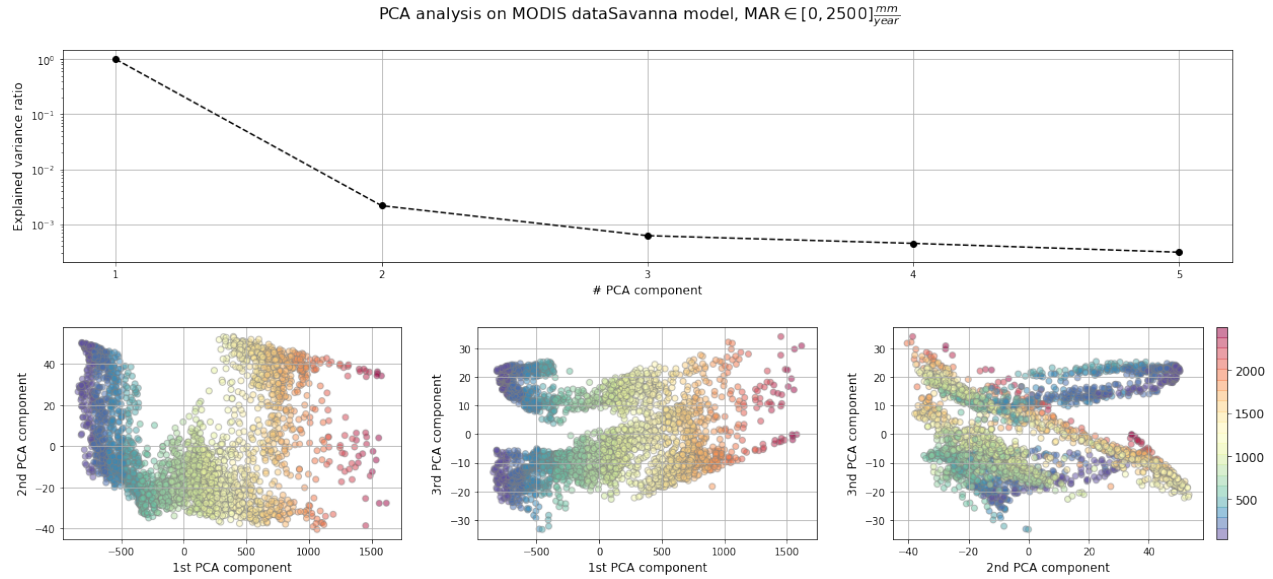 PCA analysis on MODIS dataSavanna model, MAR ∈ [0, 2500] mm/year
10⁰
10⁻¹
10⁻²
10⁻³
Explained variance ratio
1 2 3 4 5
# PCA component
40
20
0
−20
−40
2nd PCA component
−500 0 500 1000 1500
1st PCA component
30
20
10
0
−10
−20
−30
3rd PCA component
−500 0 500 1000 1500
1st PCA component
30
20
10
0
−10
−20
−30
3nd PCA component
−40 −20 0 20 40
2nd PCA component
2000
1500
1000
500